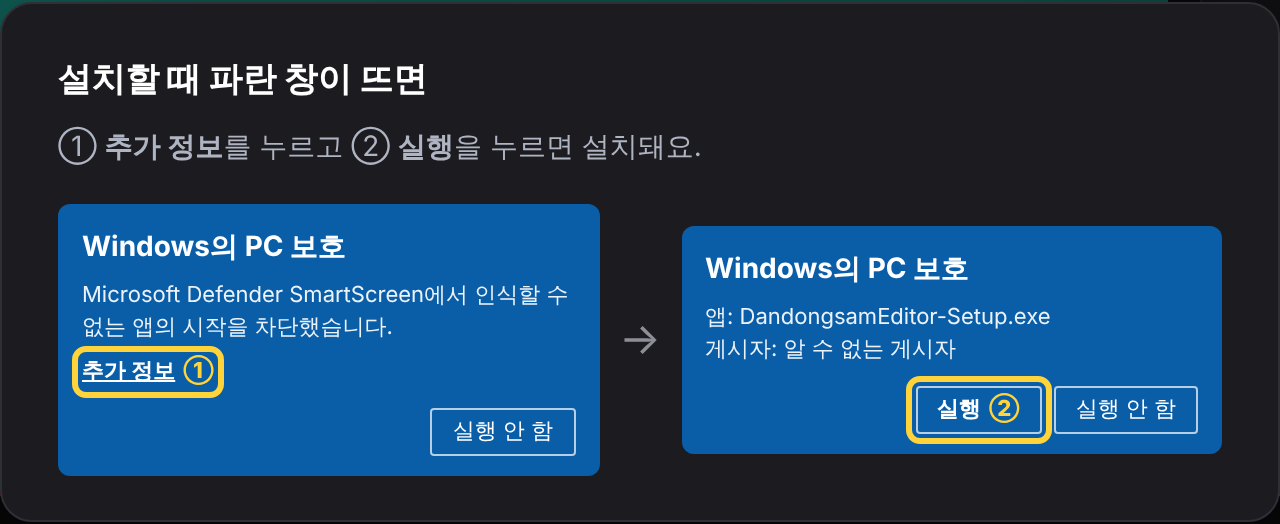 설치할 때 파란 창이 뜨면
① 추가 정보를 누르고 ② 실행을 누르면 설치돼요.
Windows의 PC 보호
Microsoft Defender SmartScreen에서 인식할 수
없는 앱의 시작을 차단했습니다.
추가 정보 ①
실행 안 함
→
Windows의 PC 보호
앱: DandongsamEditor-Setup.exe
게시자: 알 수 없는 게시자
실행 ② 실행 안 함